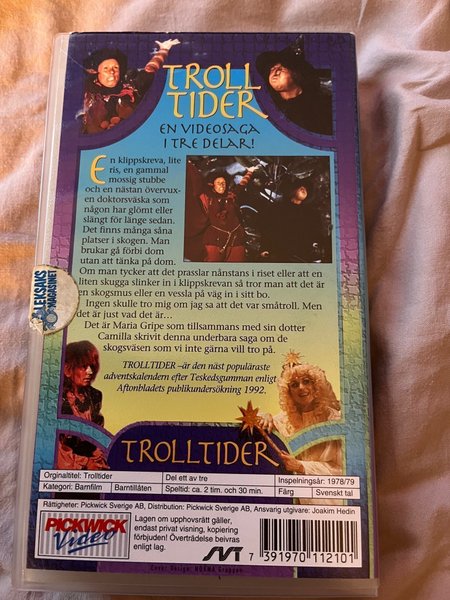 TROLL
TIDER
EN VIDEOSAGA
I TRE DELAR!
En klippskreva, lite
ris, en gammal
mossig stubbe
och en nästan övervux-
en doktorsväska som
någon har glömt eller
slängt för länge sedan.
Det finns många såna
platser i skogen. Man
brukar gå förbi dom
utan att tänka på dom.
Om man tycker att det prasslar nånstans i riset eller att en
liten skugga slinker in i klippskrevan så tror man att det är
en skogsmus eller en vessla på väg in i sitt bo.
Ingen skulle tro mig om jag sa att det var småtroll. Men
det är just vad det är...
Det är Maria Gripe som tillsammans med sin dotter
Camilla skrivit denna underbara saga om de
skogsväsen som vi inte gärna vill tro på.
TROLLTIDER –är den näst populäraste
adventskalendern efter Teskedsgumman enligt
Aftonbladets publikundersökning 1992.
LEKSAKS
MAGASINET
TROLLTIDER
Orginaltitel: Trolltider
Del ett av tre
Inspelningsår: 1978/79
Kategori: Barnfilm
Barntillåten
Speltid: ca. 2 tim. och 30 min.
Färg
Svenskt tal
Rättigheter: Pickwick Sverige AB, Distribution: Pickwick Sverige AB, Ansvarig utgivare: Joakim Hedin
PICKWICK
Video
Lagen om upphovsrätt gäller,
endast privat visning, kopiering
förbjuden! Överträdelse beivras
enligt lag.
SVT
7 391970 112101
Cover Design: NORMA Gruppen